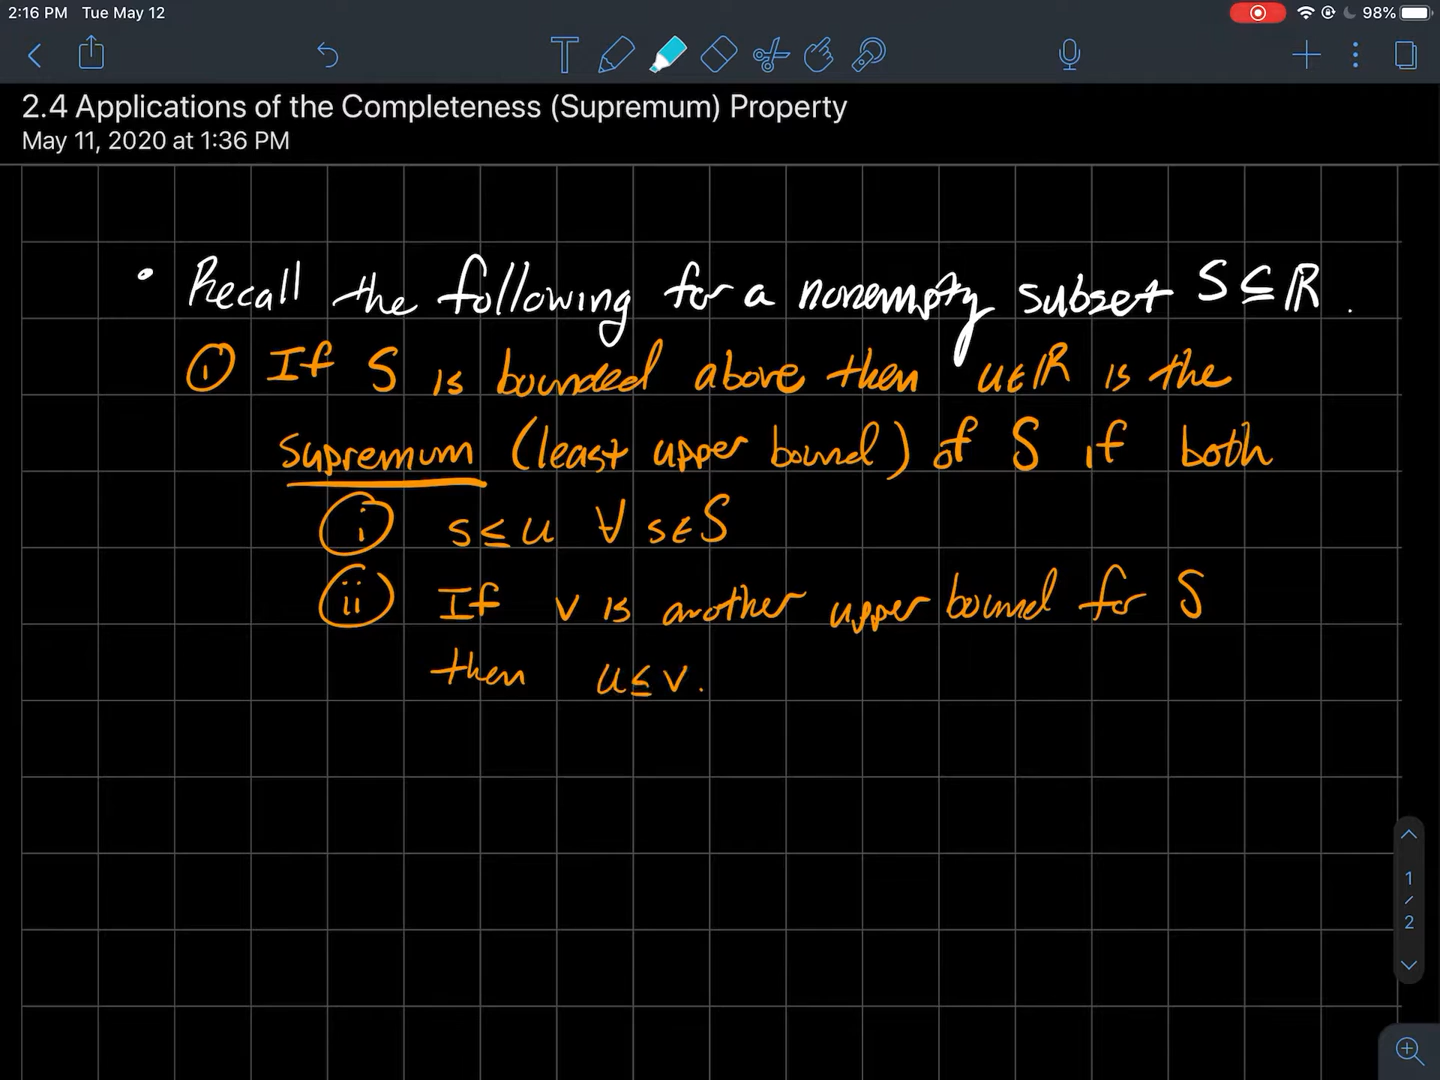 2:16 PM Tue May 12
98%
2.4 Applications of the Completeness (Supremum) Property
May 11, 2020 at 1:36 PM
• Recall the following for a nonempty subset S⊆ℝ.
① If S is bounded above then u∈ℝ is the
supremum (least upper bound) of S if both
ⓘ s≤u ∀ s∈S
ⓘⓘ If v is another upper bound for S
then u≤v.
1
/
2